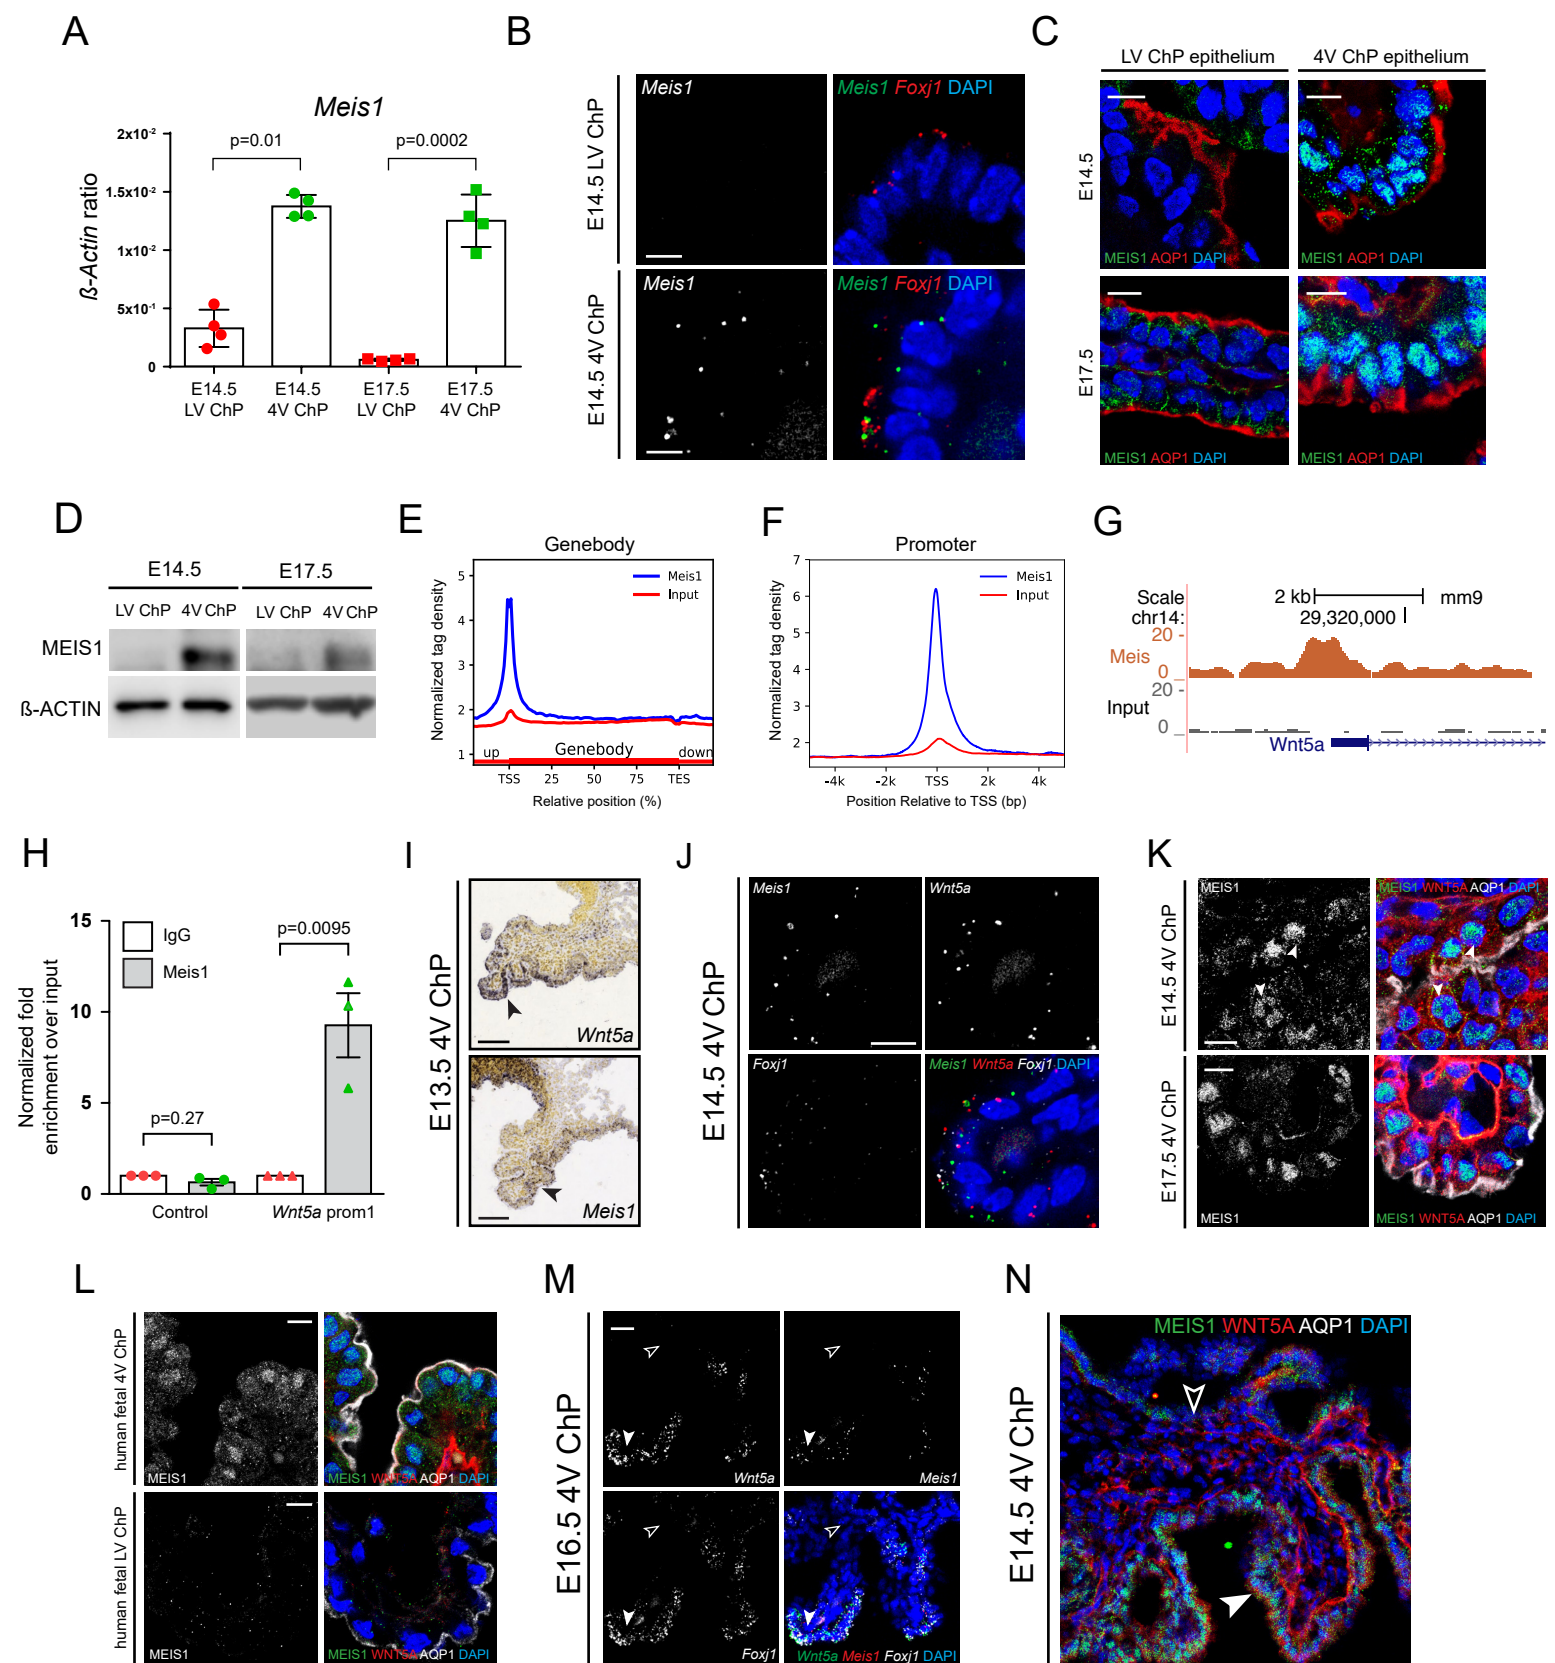 A
Meis1
ß-Actin ratio
2x10-2
1.5x10-2
1x10-2
5x10-1
0
p=0.01
p=0.0002
E14.5
LV ChP
E14.5
4V ChP
E17.5
LV ChP
E17.5
4V ChP
B
E14.5 LV ChP
Meis1
Meis1 Foxj1 DAPI
E14.5 4V ChP
Meis1
Meis1 Foxj1 DAPI
C
LV ChP epithelium
4V ChP epithelium
E14.5
MEIS1 AQP1 DAPI
MEIS1 AQP1 DAPI
E17.5
MEIS1 AQP1 DAPI
MEIS1 AQP1 DAPI
D
E14.5
E17.5
LV ChP
4V ChP
LV ChP
4V ChP
MEIS1
ß-ACTIN
E
Genebody
Normalized tag density
5
4
3
2
1
Meis1
Input
up
Genebody
down
TSS
25
50
75
TES
Relative position (%)
F
Promoter
Normalized tag density
7
6
5
4
3
2
Meis1
Input
-4k
-2k
TSS
2k
4k
Position Relative to TSS (bp)
G
Scale
2 kb
mm9
chr14:
29,320,000
20 -
Meis
0 _
20 -
Input
0 _
Wnt5a
H
Normalized fold
enrichment over input
15
10
5
0
IgG
Meis1
p=0.27
p=0.0095
Control
Wnt5a prom1
I
E13.5 4V ChP
Wnt5a
Meis1
J
E14.5 4V ChP
Meis1
Wnt5a
Foxj1
Meis1 Wnt5a Foxj1 DAPI
K
E14.5 4V ChP
MEIS1
MEIS1 WNT5A AQP1 DAPI
E17.5 4V ChP
MEIS1
MEIS1 WNT5A AQP1 DAPI
L
human fetal 4V ChP
MEIS1
MEIS1 WNT5A AQP1 DAPI
human fetal LV ChP
MEIS1
MEIS1 WNT5A AQP1 DAPI
M
E16.5 4V ChP
Wnt5a
Meis1
Foxj1
Wnt5a Meis1 Foxj1 DAPI
N
E14.5 4V ChP
MEIS1 WNT5A AQP1 DAPI